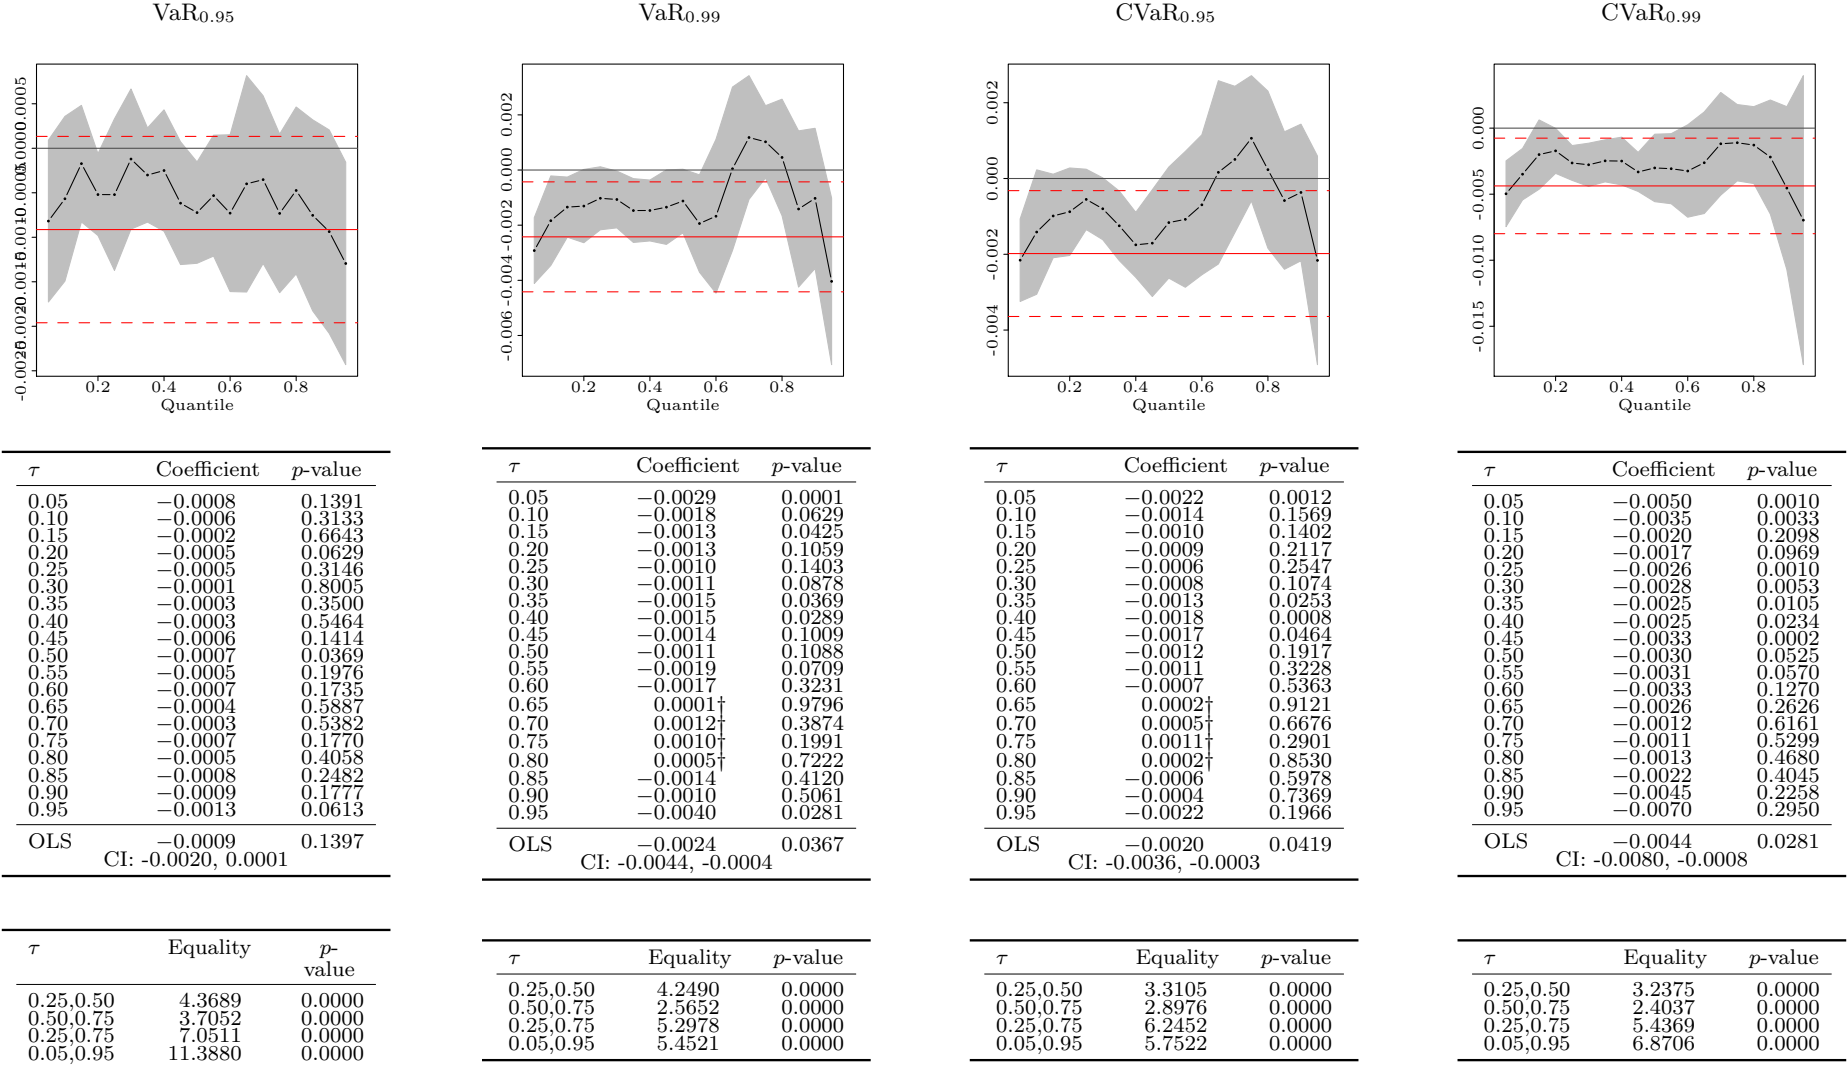 VaR0.95 VaR0.99 CVaR0.95 CVaR0.99
0.0005
-0.0025
0.2 0.4 0.6 0.8
Quantile
0.002
0.000
-0.002
-0.004
-0.006
0.2 0.4 0.6 0.8
Quantile
0.002
0.000
-0.002
-0.004
0.2 0.4 0.6 0.8
Quantile
0.000
-0.005
-0.010
-0.015
0.2 0.4 0.6 0.8
Quantile
τ Coefficient p-value
0.05 −0.0008 0.1391
0.10 −0.0006 0.3133
0.15 −0.0002 0.6643
0.20 −0.0005 0.0629
0.25 −0.0005 0.3146
0.30 −0.0001 0.8005
0.35 −0.0003 0.3500
0.40 −0.0003 0.5464
0.45 −0.0006 0.1414
0.50 −0.0007 0.0369
0.55 −0.0005 0.1976
0.60 −0.0007 0.1735
0.65 −0.0004 0.5887
0.70 −0.0003 0.5382
0.75 −0.0007 0.1770
0.80 −0.0005 0.4058
0.85 −0.0008 0.2482
0.90 −0.0009 0.1777
0.95 −0.0013 0.0613
OLS −0.0009 0.1397
CI: -0.0020, 0.0001
τ Coefficient p-value
0.05 −0.0029 0.0001
0.10 −0.0018 0.0629
0.15 −0.0013 0.0425
0.20 −0.0013 0.1059
0.25 −0.0010 0.1403
0.30 −0.0011 0.0878
0.35 −0.0015 0.0369
0.40 −0.0015 0.0289
0.45 −0.0014 0.1009
0.50 −0.0011 0.1088
0.55 −0.0019 0.0709
0.60 −0.0017 0.3231
0.65 0.0001† 0.9796
0.70 0.0012† 0.3874
0.75 0.0010† 0.1991
0.80 0.0005† 0.7222
0.85 −0.0014 0.4120
0.90 −0.0010 0.5061
0.95 −0.0040 0.0281
OLS −0.0024 0.0367
CI: -0.0044, -0.0004
τ Coefficient p-value
0.05 −0.0022 0.0012
0.10 −0.0014 0.1569
0.15 −0.0010 0.1402
0.20 −0.0009 0.2117
0.25 −0.0006 0.2547
0.30 −0.0008 0.1074
0.35 −0.0013 0.0253
0.40 −0.0018 0.0008
0.45 −0.0017 0.0464
0.50 −0.0012 0.1917
0.55 −0.0011 0.3228
0.60 −0.0007 0.5363
0.65 0.0002† 0.9121
0.70 0.0005† 0.6676
0.75 0.0011† 0.2901
0.80 0.0002† 0.8530
0.85 −0.0006 0.5978
0.90 −0.0004 0.7369
0.95 −0.0022 0.1966
OLS −0.0020 0.0419
CI: -0.0036, -0.0003
τ Coefficient p-value
0.05 −0.0050 0.0010
0.10 −0.0035 0.0033
0.15 −0.0020 0.2098
0.20 −0.0017 0.0969
0.25 −0.0026 0.0010
0.30 −0.0028 0.0053
0.35 −0.0025 0.0105
0.40 −0.0025 0.0234
0.45 −0.0033 0.0002
0.50 −0.0030 0.0525
0.55 −0.0031 0.0570
0.60 −0.0033 0.1270
0.65 −0.0026 0.2626
0.70 −0.0012 0.6161
0.75 −0.0011 0.5299
0.80 −0.0013 0.4680
0.85 −0.0022 0.4045
0.90 −0.0045 0.2258
0.95 −0.0070 0.2950
OLS −0.0044 0.0281
CI: -0.0080, -0.0008
τ Equality p-
value
0.25,0.50 4.3689 0.0000
0.50,0.75 3.7052 0.0000
0.25,0.75 7.0511 0.0000
0.05,0.95 11.3880 0.0000
τ Equality p-value
0.25,0.50 4.2490 0.0000
0.50,0.75 2.5652 0.0000
0.25,0.75 5.2978 0.0000
0.05,0.95 5.4521 0.0000
τ Equality p-value
0.25,0.50 3.3105 0.0000
0.50,0.75 2.8976 0.0000
0.25,0.75 6.2452 0.0000
0.05,0.95 5.7522 0.0000
τ Equality p-value
0.25,0.50 3.2375 0.0000
0.50,0.75 2.4037 0.0000
0.25,0.75 5.4369 0.0000
0.05,0.95 6.8706 0.0000